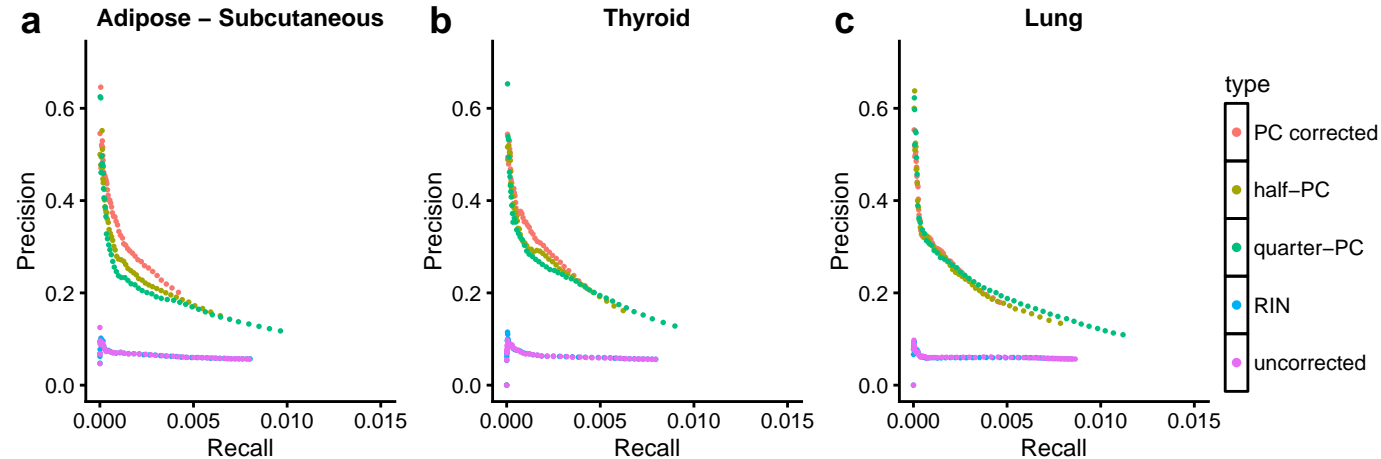 a Adipose – Subcutaneous
Precision
0.6
0.4
0.2
0.0
0.000 0.005 0.010 0.015
Recall
b Thyroid
Precision
0.6
0.4
0.2
0.0
0.000 0.005 0.010 0.015
Recall
c Lung
Precision
0.6
0.4
0.2
0.0
0.000 0.005 0.010 0.015
Recall
type
PC corrected
half−PC
quarter−PC
RIN
uncorrected